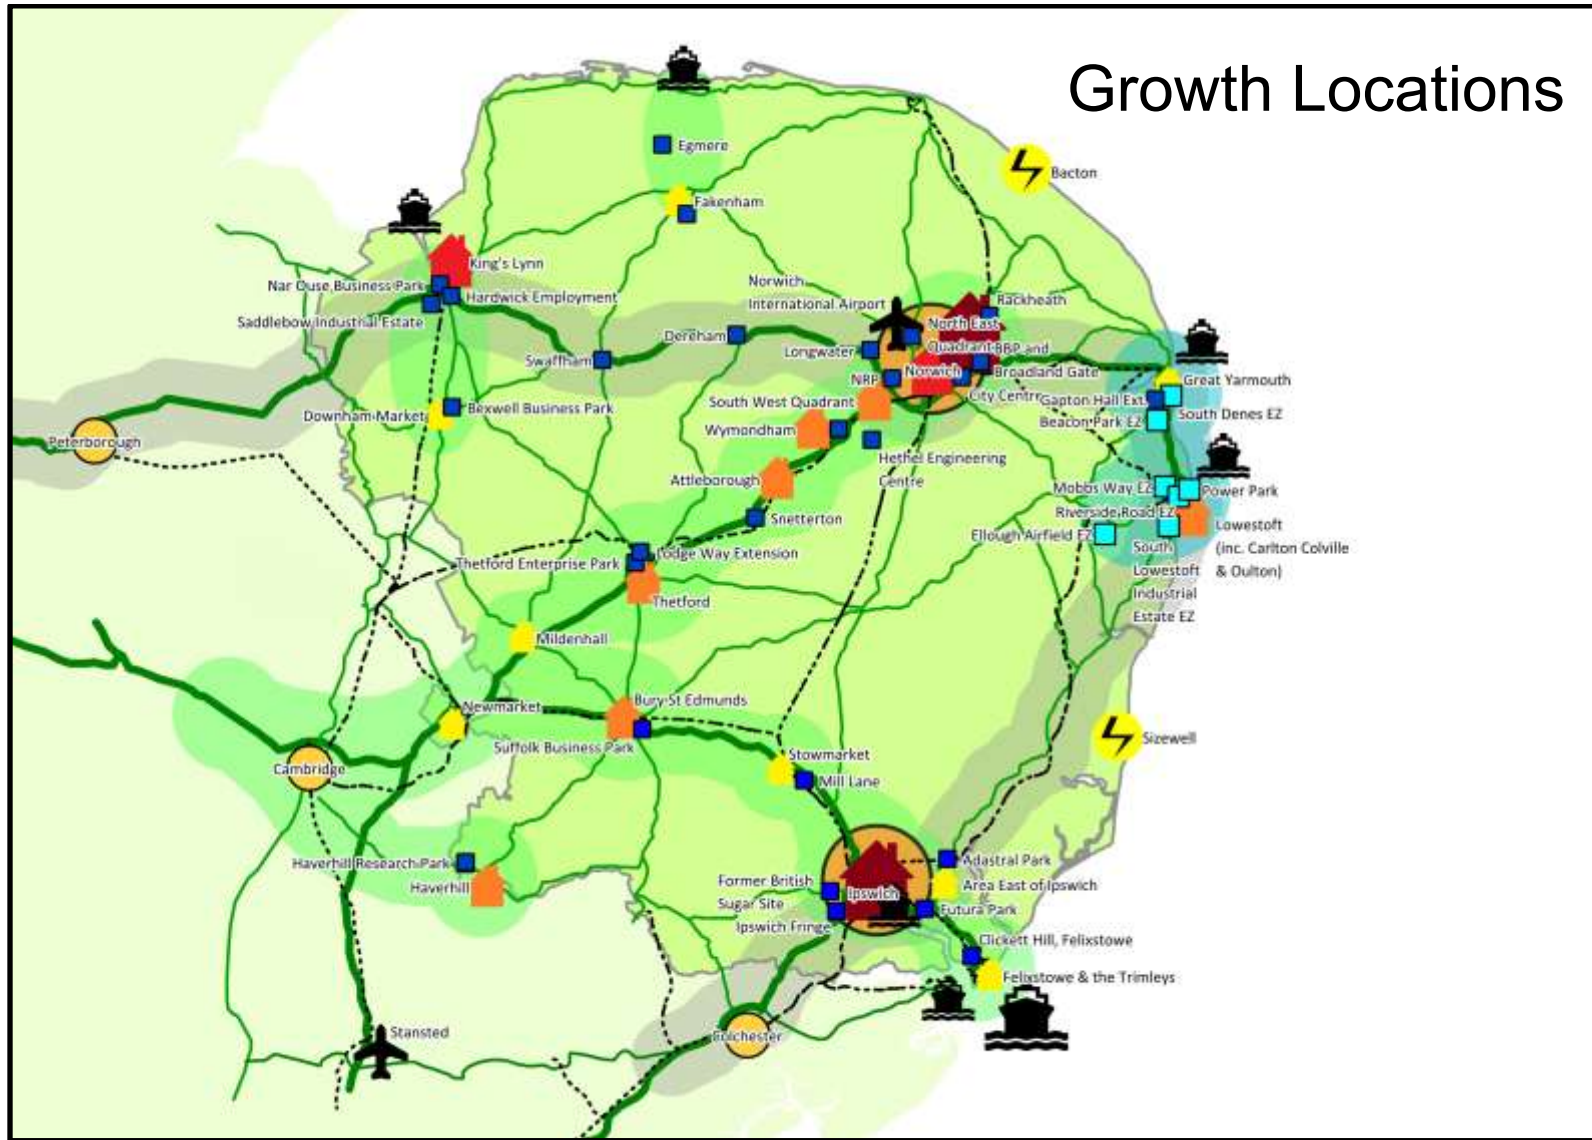 Growth Locations
Egmere
Bacton
Fakenham
King's Lynn
Nar Ouse Business Park
Hardwick Employment
Saddlebow Industrial Estate
Norwich
International Airport
Rackheath
North East
Quadrant
BBP and
Broadland Gate
Dereham
Longwater
Swaffham
NRP
Norwich
City Centre
Great Yarmouth
Gapton Hall Ext.
South Denes EZ
Beacon Park EZ
Downham Market
Bexwell Business Park
South West Quadrant
Wymondham
Peterborough
Hethel Engineering
Centre
Attleborough
Mobbs Way EZ
Power Park
Riverside Road EZ
Snetterton
Ellough Airfield EZ
Lowestoft
(inc. Carlton Colville
& Oulton)
South
Lowestoft
Industrial
Estate EZ
Lodge Way Extension
Thetford Enterprise Park
Thetford
Mildenhall
Newmarket
Bury St Edmunds
Suffolk Business Park
Sizewell
Stowmarket
Mill Lane
Cambridge
Haverhill Research Park
Haverhill
Adastral Park
Area East of Ipswich
Former British
Sugar Site
Ipswich
Ipswich Fringe
Futura Park
Clickett Hill, Felixstowe
Felixstowe & the Trimleys
Stansted
Colchester